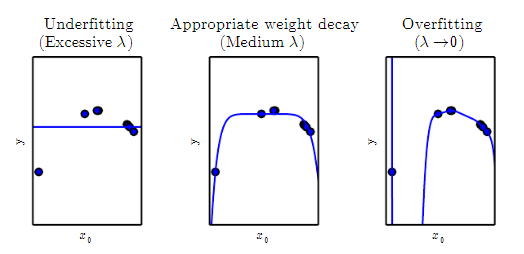 Underfitting
(Excessive λ)
Appropriate weight decay
(Medium λ)
Overfitting
(λ→0)
y
y
y
x₀
x₀
x₀